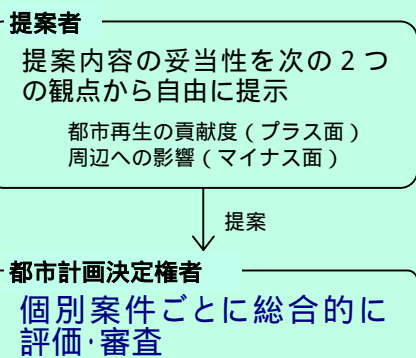 提案者
提案内容の妥当性を次の２つ
の観点から自由に提示
都市再生の貢献度（プラス面）
周辺への影響（マイナス面）
提案
都市計画決定権者
個別案件ごとに総合的に
評価･審査